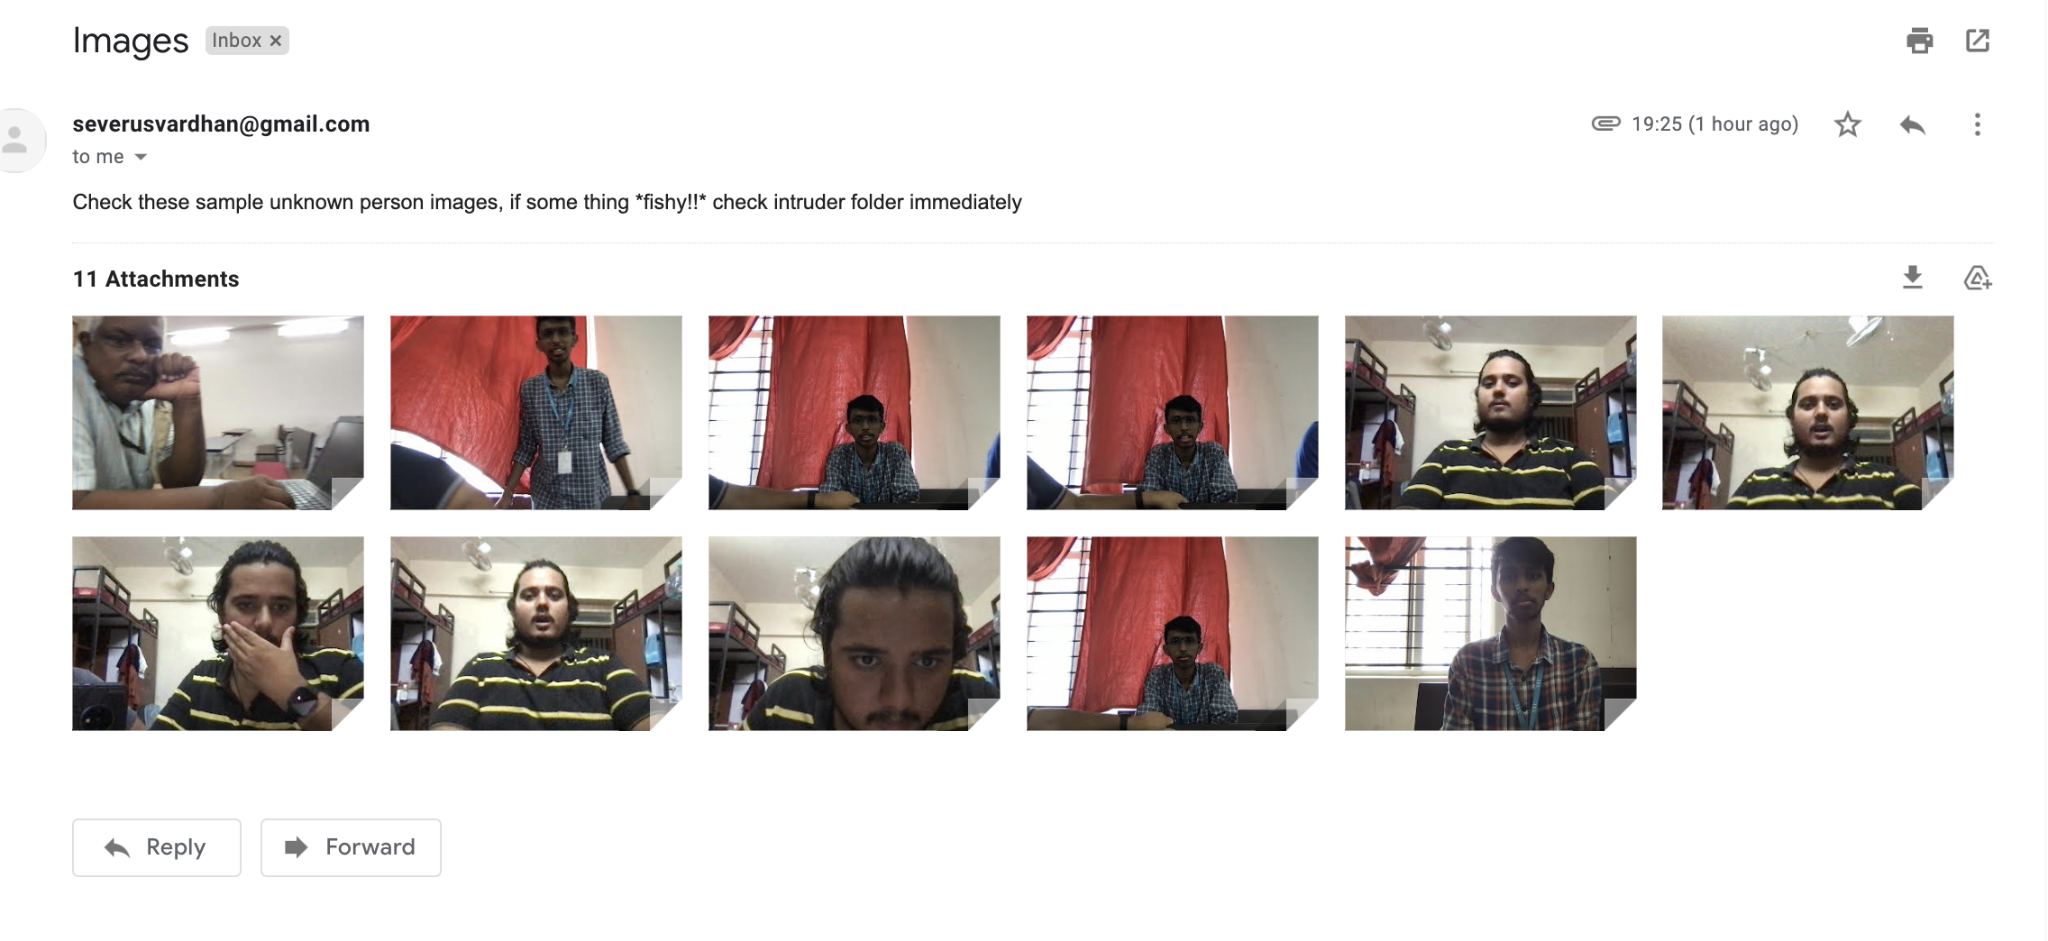 Images Inbox ×
severusvardhan@gmail.com 19:25 (1 hour ago)
to me
Check these sample unknown person images, if some thing *fishy!!* check intruder folder immediately
11 Attachments
Reply Forward